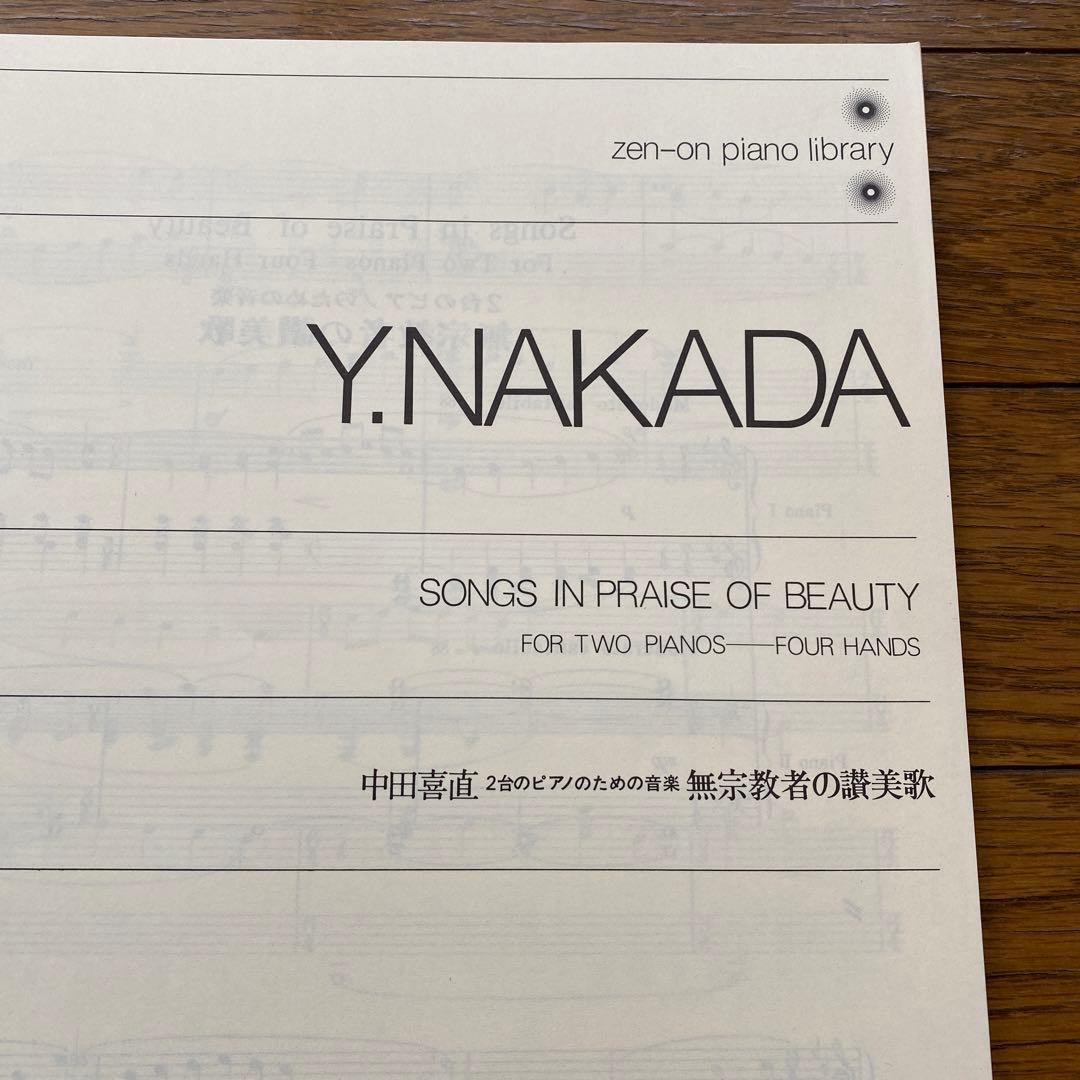 zen-on piano library
Y.NAKADA
SONGS IN PRAISE OF BEAUTY
FOR TWO PIANOS——FOUR HANDS
中田喜直 2台のピアノのための音楽 無宗教者の讃美歌